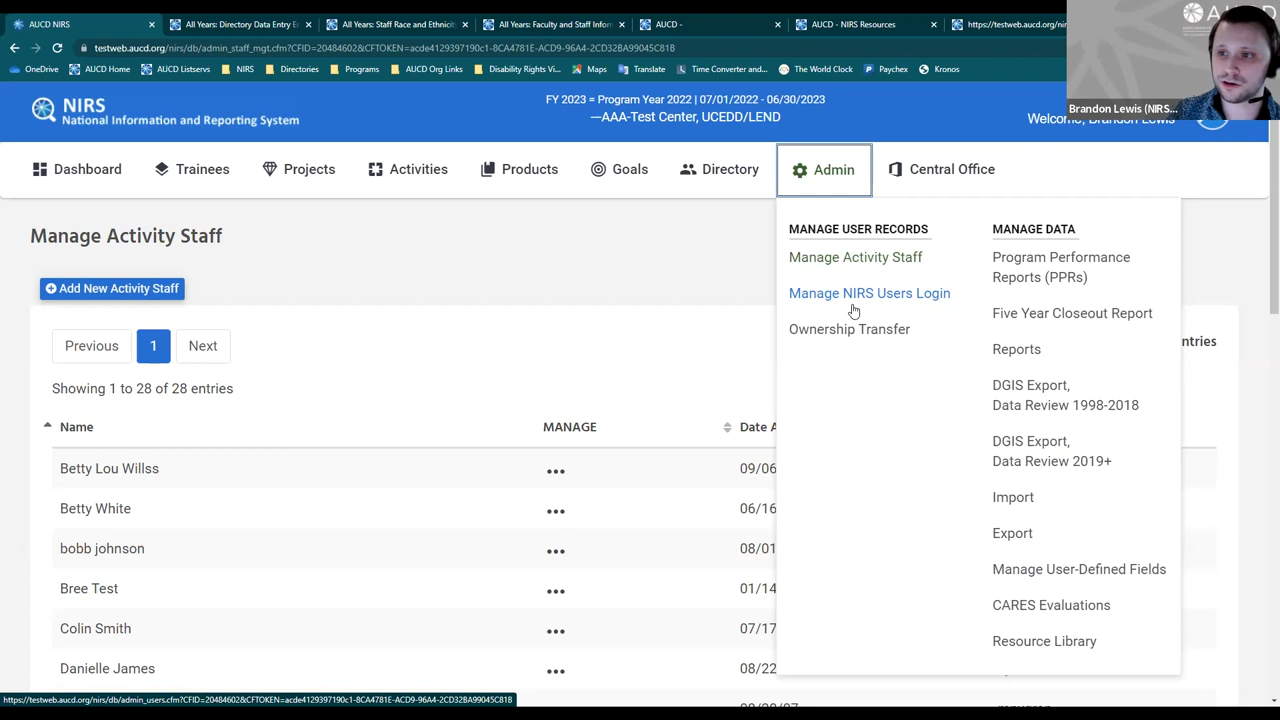 AUCD NIRS
All Years: Directory Data Entry E
All Years: Staff Race and Ethnicit
All Years: Faculty and Staff Infor
AUCD -
AUCD - NIRS Resources
https://testweb.aucd.org/nir
testweb.aucd.org/nirs/db/admin_staff_mgt.cfm?CFID=20484602&CFTOKEN=acde4129397190c1-8CA4781E-ACD9-96A4-2CD32BA99045C81B
OneDrive
AUCD Home
AUCD Listservs
NIRS
Directories
Programs
AUCD Org Links
Disability Rights Vi...
Maps
Translate
Time Converter and...
The World Clock
Paychex
Kronos
AUCD
Brandon Lewis (NIRS...
NIRS
National Information and Reporting System
FY 2023 = Program Year 2022 | 07/01/2022 - 06/30/2023
—AAA-Test Center, UCEDD/LEND
Welcome, Brandon Lewis
Dashboard
Trainees
Projects
Activities
Products
Goals
Directory
Admin
Central Office
Manage Activity Staff
Add New Activity Staff
MANAGE USER RECORDS
Manage Activity Staff
Manage NIRS Users Login
Ownership Transfer
MANAGE DATA
Program Performance
Reports (PPRs)
Five Year Closeout Report
Reports
DGIS Export,
Data Review 1998-2018
DGIS Export,
Data Review 2019+
Import
Export
Manage User-Defined Fields
CARES Evaluations
Resource Library
Previous
1
Next
ntries
Showing 1 to 28 of 28 entries
Name
MANAGE
Date A
Betty Lou Willss
09/06
Betty White
06/16
bobb johnson
08/01
Bree Test
01/14
Colin Smith
07/17
Danielle James
08/22
https://testweb.aucd.org/nirs/db/admin_users.cfm?CFID=20484602&CFTOKEN=acde4129397190c1-8CA4781E-ACD9-96A4-2CD32BA99045C81B